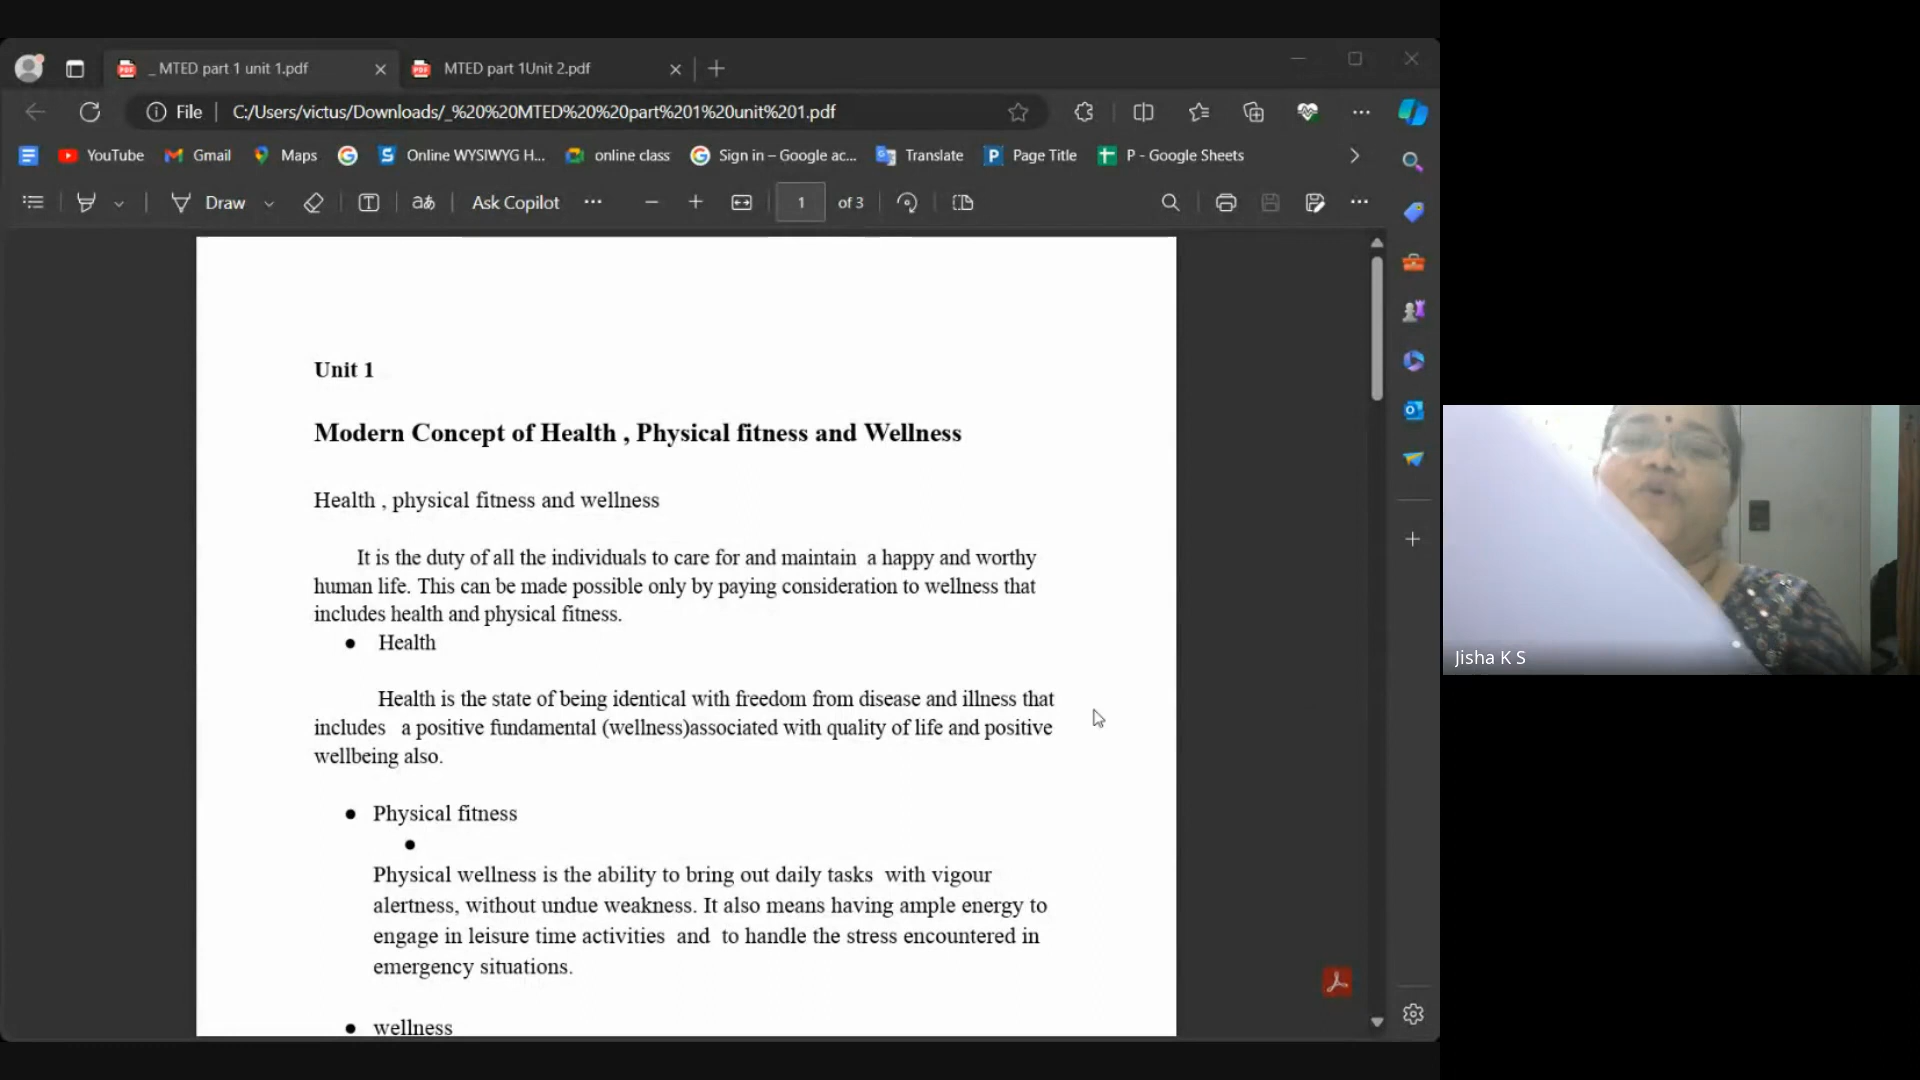 _ MTED part 1 unit 1.pdf
MTED part 1Unit 2.pdf
File
C:/Users/victus/Downloads/_%20%20MTED%20%20part%201%20unit%201.pdf
YouTube
Gmail
Maps
Online WYSIWYG H...
online class
Sign in – Google ac...
Translate
Page Title
P - Google Sheets
Draw
Ask Copilot
1
of 3
Unit 1
Modern Concept of Health , Physical fitness and Wellness
Health , physical fitness and wellness
It is the duty of all the individuals to care for and maintain a happy and worthy
human life. This can be made possible only by paying consideration to wellness that
includes health and physical fitness.
● Health
Health is the state of being identical with freedom from disease and illness that
includes a positive fundamental (wellness)associated with quality of life and positive
wellbeing also.
● Physical fitness
●
Physical wellness is the ability to bring out daily tasks with vigour
alertness, without undue weakness. It also means having ample energy to
engage in leisure time activities and to handle the stress encountered in
emergency situations.
● wellness
Jisha K S